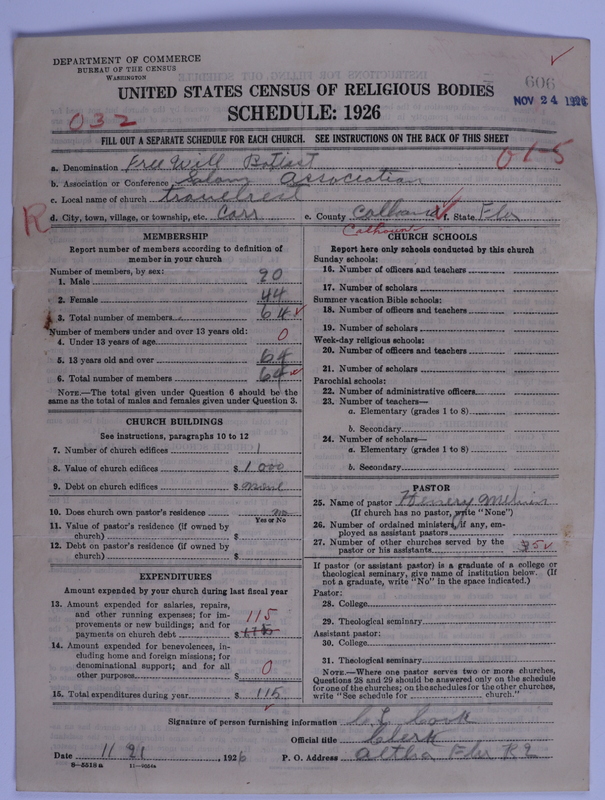 DEPARTMENT OF COMMERCE
BUREAU OF THE CENSUS
WASHINGTON
606
NOV 24 1926
UNITED STATES CENSUS OF RELIGIOUS BODIES
SCHEDULE: 1926
032
FILL OUT A SEPARATE SCHEDULE FOR EACH CHURCH. SEE INSTRUCTIONS ON THE BACK OF THIS SHEET
015
a. Denomination Free Will Batist
b. Association or Conference Salam Association
c. Local name of church Travelrest
R
d. City, town, village, or township, etc. Carr e. County Calhoun f. State Fla
Calhoun
MEMBERSHIP
Report number of members according to definition of
member in your church
Number of members, by sex:
1. Male 20
2. Female 44
3. Total number of members 64
Number of members under and over 13 years old:
4. Under 13 years of age 0
5. 13 years old and over 64
6. Total number of members 64
NOTE.—The total given under Question 6 should be
same as the total of males and females given under Question 3.
CHURCH BUILDINGS
See instructions, paragraphs 10 to 12
7. Number of church edifices 1
8. Value of church edifices $1000
9. Debt on church edifices $ None
10. Does church own pastor's residence no
Yes or No
11. Value of pastor's residence (if owned by
church) $
12. Debt on pastor's residence (if owned by
church) $
EXPENDITURES
Amount expended by your church during last fiscal year
13. Amount expended for salaries, repairs,
and other running expenses; for im-
provements or new buildings; and for
payments on church debt $ 115
14. Amount expended for benevolences, in-
cluding home and foreign missions; for
denominational support; and for all
other purposes $ 0
15. Total expenditures during year $ 115
CHURCH SCHOOLS
Report here only schools conducted by this church
Sunday schools:
16. Number of officers and teachers
17. Number of scholars
Summer vacation Bible schools:
18. Number of officers and teachers
19. Number of scholars
Week-day religious schools:
20. Number of officers and teachers
21. Number of scholars
Parochial schools:
22. Number of administrative officers
23. Number of teachers—
a. Elementary (grades 1 to 8)
b. Secondary
24. Number of scholars—
a. Elementary (grades 1 to 8)
b. Secondary
PASTOR
25. Name of pastor Henery
(If church has no pastor, write "None")
26. Number of ordained ministers, if any, em-
ployed as assistant pastors
27. Number of other churches served by the
pastor or his assistants 5
If pastor (or assistant pastor) is a graduate of a college or
theological seminary, give name of institution below. (If
not a graduate, write "No" in the space indicated.)
Pastor:
28. College
29. Theological seminary
Assistant pastor:
30. College
31. Theological seminary
NOTE.—Where one pastor serves two or more churches,
Questions 28 and 29 should be answered only on the schedule
for one of the churches; on the schedules for the other churches,
write "See schedule for church."
Signature of person furnishing information C. L. Cook
Official title Clerk
Date 11 21, 1926 P. O. Address Altha Fla R 2
8-5518 a 11-9664a